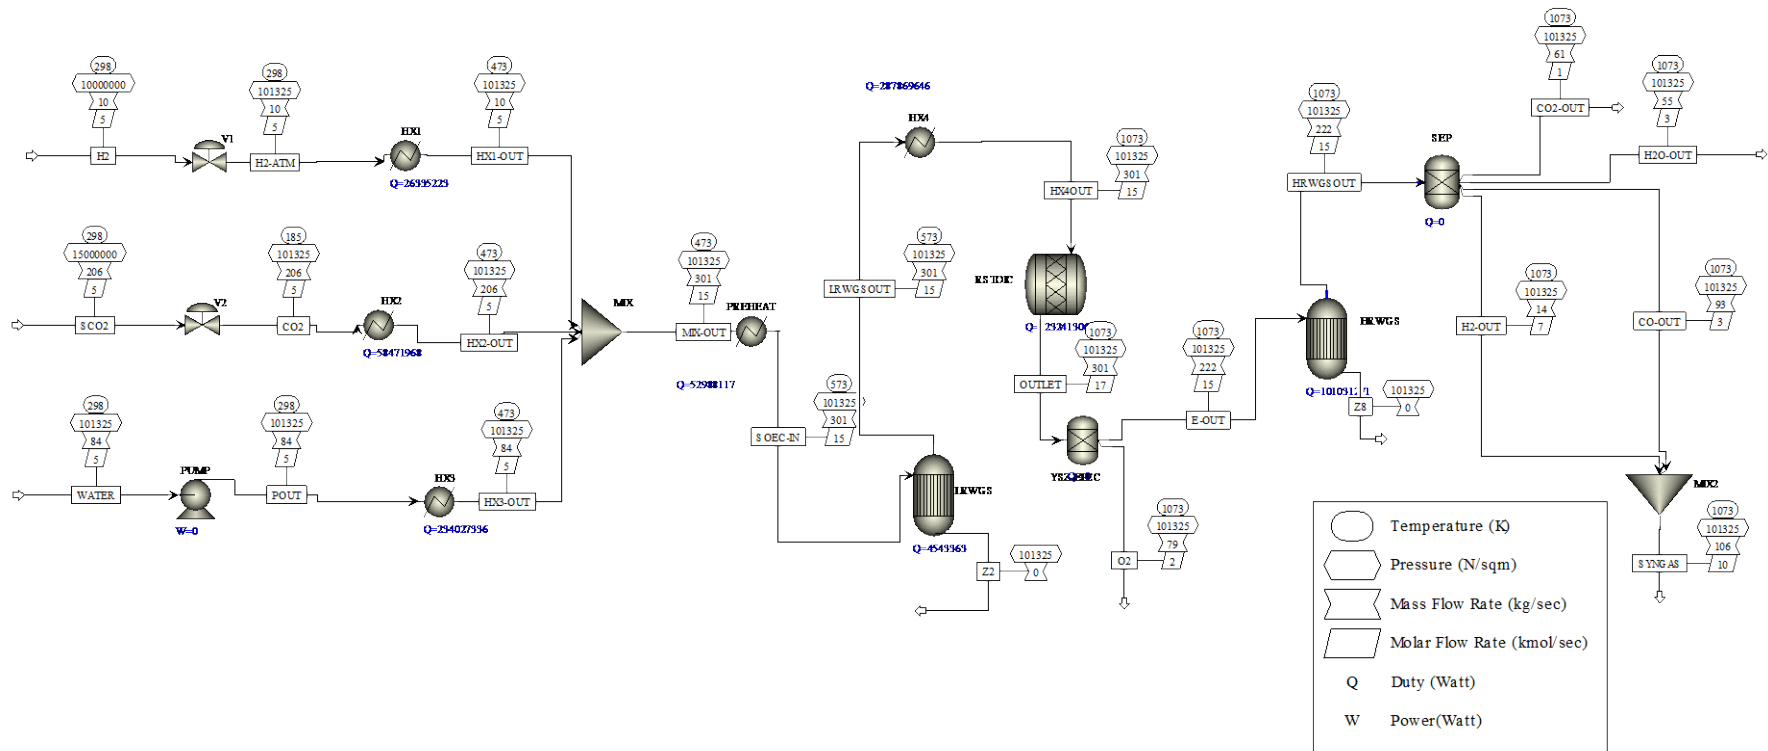 298
10000000
10
5
H2
V1
298
101325
10
5
H2-ATM
HX1
Q=26395223
473
101325
10
5
HX1-OUT
298
15000000
206
5
SCO2
V2
185
101325
206
5
CO2
HX2
Q=58471968
473
101325
206
5
HX2-OUT
298
101325
84
5
WATER
PUMP
W=0
298
101325
84
5
POUT
HX3
Q=234027336
473
101325
84
5
HX3-OUT
MIX
473
101325
301
15
MIX-OUT
PREHEAT
Q=52988117
573
101325
301
15
SOEC-IN
LRWGS
Q=4543363
101325
0
Z2
573
101325
301
15
LRWGSOUT
Q=287869646
HX4
1073
101325
301
15
HX4OUT
RSTOIC
1073
101325
301
17
OUTLET
1073
101325
79
2
O2
1073
101325
222
15
E-OUT
HRWGS
101325
0
Z8
1073
101325
222
15
HRWGSOUT
SEP
Q=0
1073
101325
61
1
CO2-OUT
1073
101325
55
3
H2O-OUT
1073
101325
14
7
H2-OUT
1073
101325
93
3
CO-OUT
MIX2
1073
101325
106
10
SYNGAS
Temperature (K)
Pressure (N/sqm)
Mass Flow Rate (kg/sec)
Molar Flow Rate (kmol/sec)
Q Duty (Watt)
W Power(Watt)